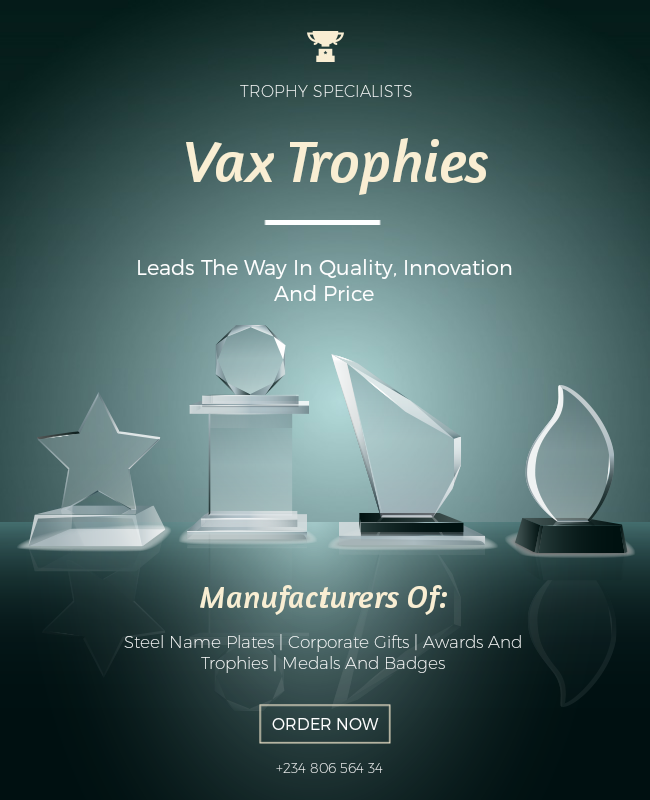 TROPHY SPECIALISTS
Vax Trophies
Leads The Way In Quality, Innovation
And Price
Manufacturers Of:
Steel Name Plates | Corporate Gifts | Awards And
Trophies | Medals And Badges
ORDER NOW
+234 806 564 34